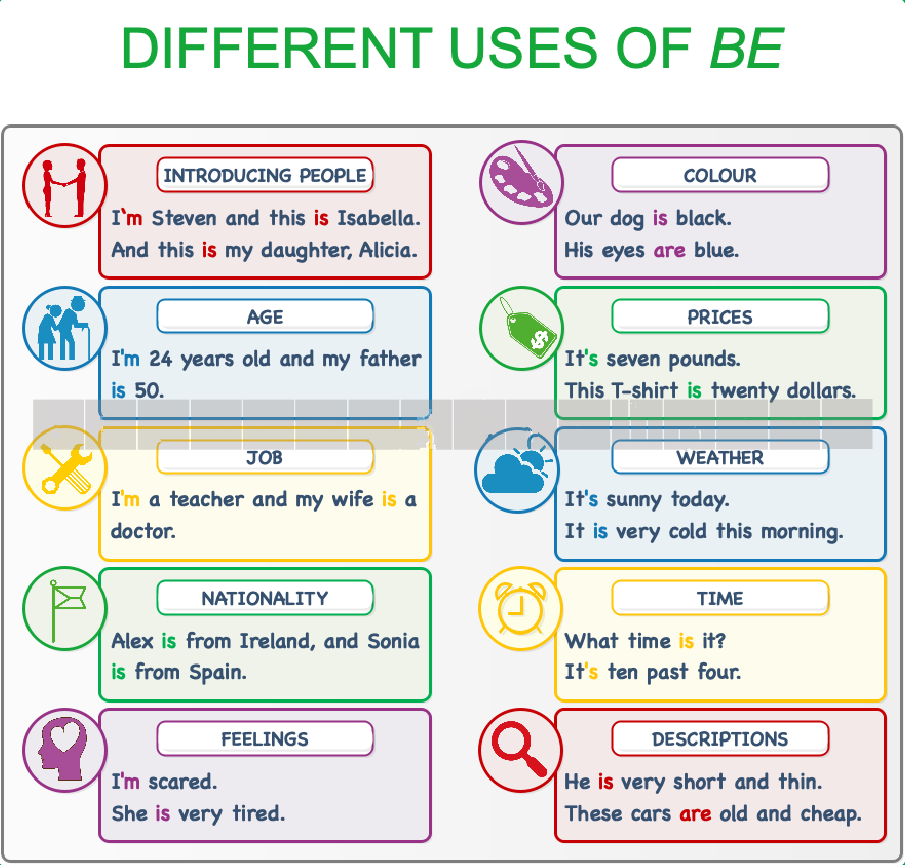 DIFFERENT USES OF BE
INTRODUCING PEOPLE
I'm Steven and this is Isabella.
And this is my daughter, Alicia.
AGE
I'm 24 years old and my father
is 50.
JOB
I'm a teacher and my wife is a
doctor.
NATIONALITY
Alex is from Ireland, and Sonia
is from Spain.
FEELINGS
I'm scared.
She is very tired.
COLOUR
Our dog is black.
His eyes are blue.
PRICES
$
It's seven pounds.
This T-shirt is twenty dollars.
WEATHER
It's sunny today.
It is very cold this morning.
TIME
What time is it?
It's ten past four.
DESCRIPTIONS
He is very short and thin.
These cars are old and cheap.